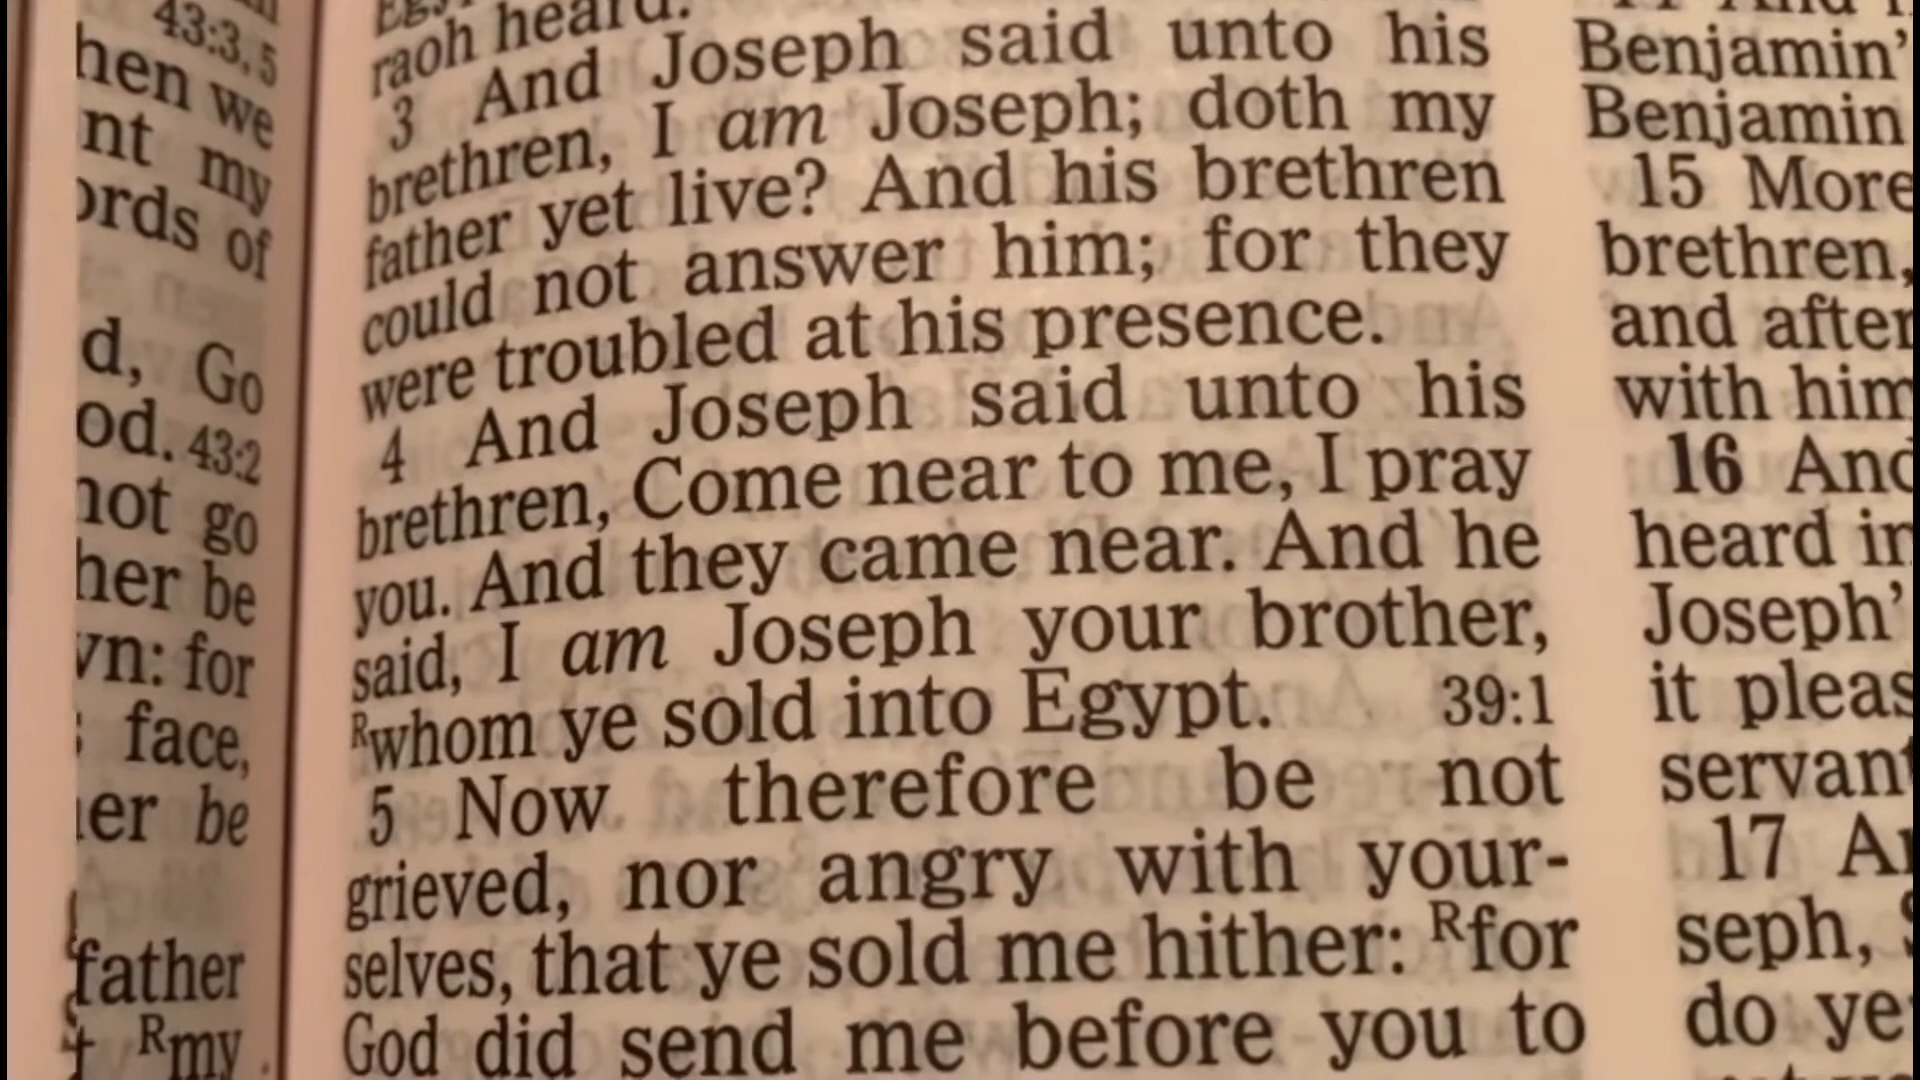 43:3, 5
hen we
nt my
ords of
d, Go
od. 43:2
not go
her be
vn: for
face,
er be
father
Rmy
raoh heard.
3 And Joseph said unto his
brethren, I am Joseph; doth my
father yet live? And his brethren
could not answer him; for they
were troubled at his presence.
4 And Joseph said unto his
brethren, Come near to me, I pray
you. And they came near. And he
said, I am Joseph your brother,
Rwhom ye sold into Egypt. 39:1
5 Now therefore be not
grieved, nor angry with your-
selves, that ye sold me hither: Rfor
God did send me before you to
Benjamin'
Benjamin
15 More
brethren,
and after
with him
16 And
heard in
Joseph'
it pleas
servant
17 An
seph,
do ye